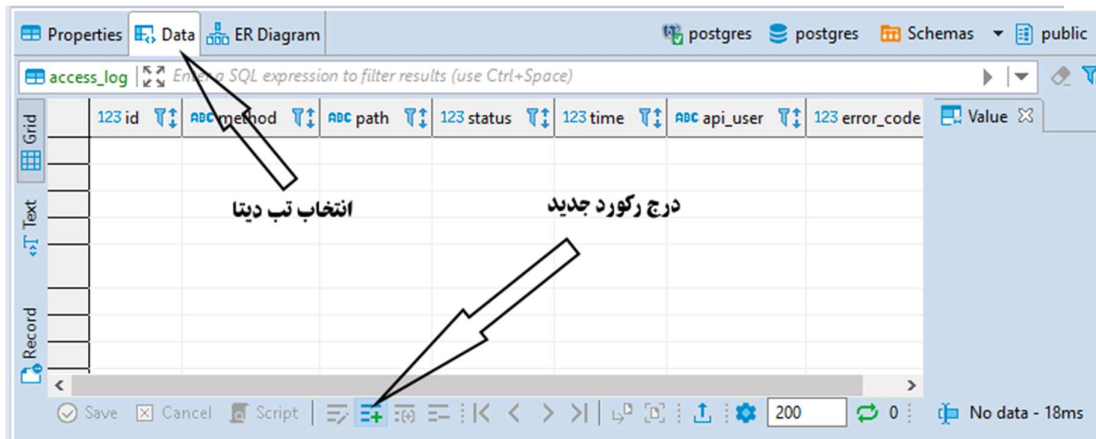 Properties Data ER Diagram postgres postgres Schemas public
access_log Enter a SQL expression to filter results (use Ctrl+Space)
Grid
123 id ABC method ABC path 123 status 123 time ABC api_user 123 error_code
Value
Text
انتخاب تب دیتا
درج رکورد جدید
Record
Save Cancel Script 200 0 No data - 18ms